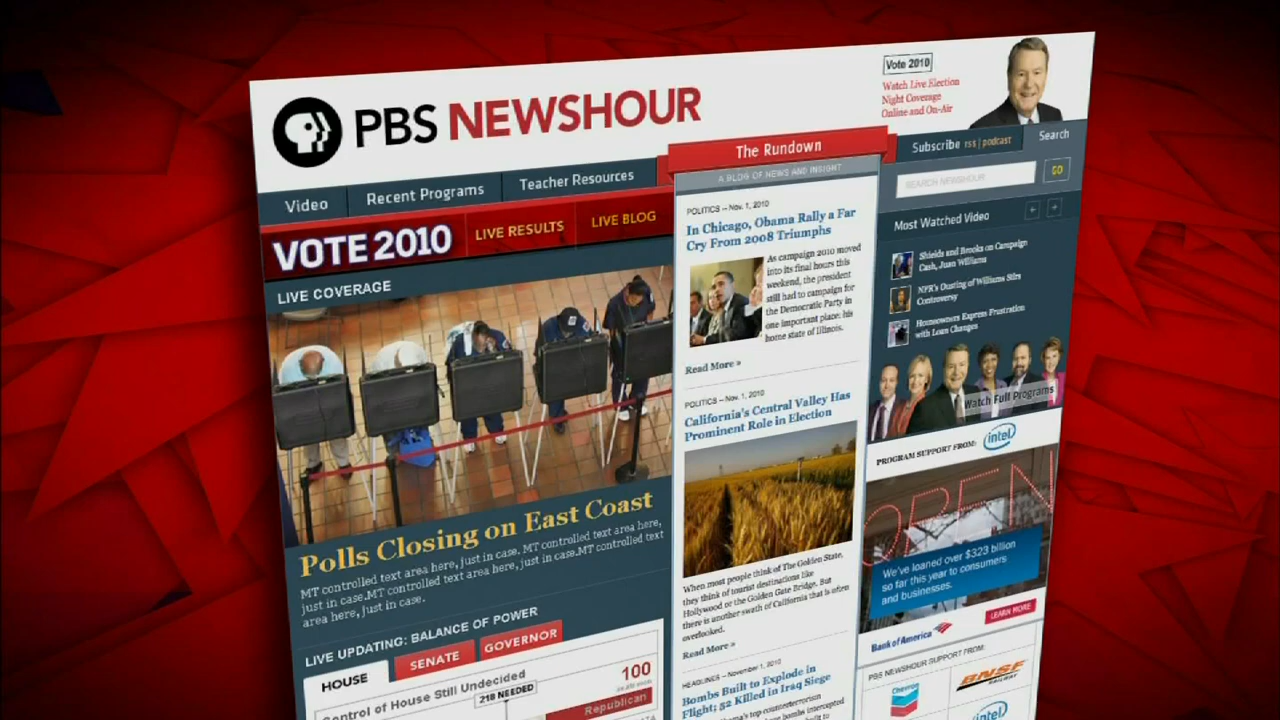 PBS NEWSHOUR
Vote 2010
Watch Live Election
Night Coverage
Online and On-Air
Video
Recent Programs
Teacher Resources
The Rundown
A BLOG OF NEWS AND INSIGHT
Subscribe rss | podcast
Search
SEARCH NEWSHOUR
GO
VOTE 2010
LIVE RESULTS
LIVE BLOG
LIVE COVERAGE
Polls Closing on East Coast
MT controlled text area here, just in case. MT controlled text area here,
just in case.MT controlled text area here, just in case.MT controlled text
area here, just in case.
LIVE UPDATING: BALANCE OF POWER
HOUSE
SENATE
GOVERNOR
Control of House Still Undecided
218 NEEDED
100
Republican
POLITICS -- Nov. 1, 2010
In Chicago, Obama Rally a Far
Cry From 2008 Triumphs
As campaign 2010 moved
into its final hours this
weekend, the president
still had to campaign for
the Democratic Party in
one important place: his
home state of Illinois.
Read More »
POLITICS -- Nov. 1, 2010
California's Central Valley Has
Prominent Role in Election
When most people think of The Golden State,
they think of tourist destinations like
Hollywood or the Golden Gate Bridge. But
there is another swath of California that is often
overlooked.
Read More »
HEADLINES -- November 1, 2010
Bombs Built to Explode in
Flight; 52 Killed in Iraq Siege
top counterterrorism
bombs intercepted
built to
Most Watched Video
Shields and Brooks on Campaign
Cash, Juan Williams
NPR's Ousting of Williams Stirs
Controversy
Homeowners Express Frustration
with Loan Changes
Watch Full Programs
PROGRAM SUPPORT FROM:
intel
OPEN
We've loaned over $323 billion
so far this year to consumers
and businesses.
LEARN MORE
Bank of America
PBS NEWSHOUR SUPPORT FROM:
Chevron
BNSF
RAILWAY
intel